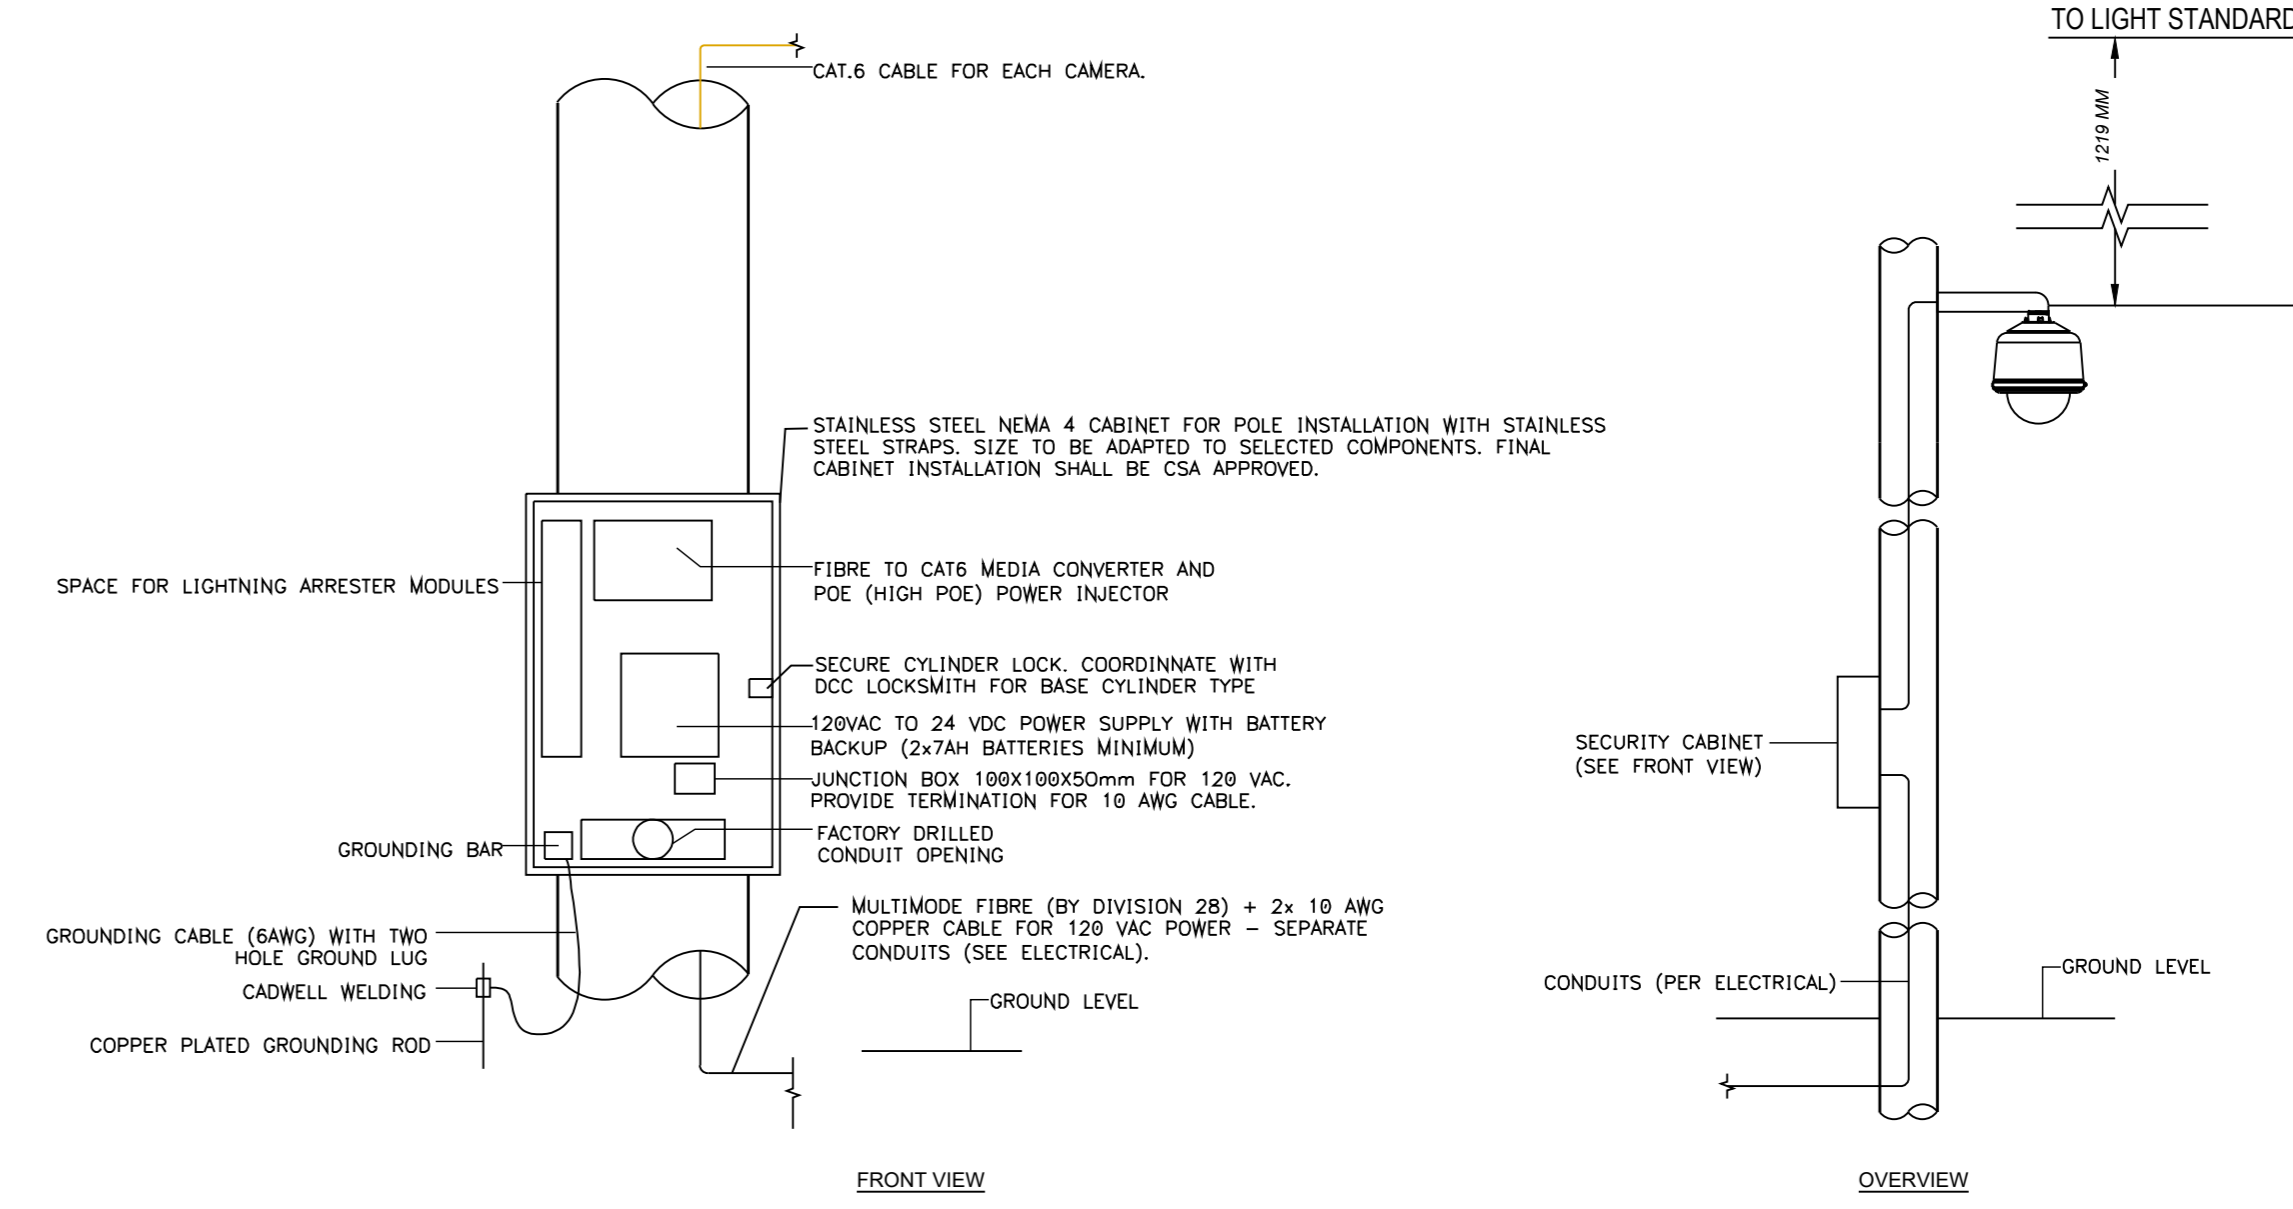 TO LIGHT STANDARD
CAT.6 CABLE FOR EACH CAMERA.
1219 MM
STAINLESS STEEL NEMA 4 CABINET FOR POLE INSTALLATION WITH STAINLESS
STEEL STRAPS. SIZE TO BE ADAPTED TO SELECTED COMPONENTS. FINAL
CABINET INSTALLATION SHALL BE CSA APPROVED.
SPACE FOR LIGHTNING ARRESTER MODULES
FIBRE TO CAT6 MEDIA CONVERTER AND
POE (HIGH POE) POWER INJECTOR
SECURE CYLINDER LOCK. COORDINNATE WITH
DCC LOCKSMITH FOR BASE CYLINDER TYPE
120VAC TO 24 VDC POWER SUPPLY WITH BATTERY
BACKUP (2x7AH BATTERIES MINIMUM)
JUNCTION BOX 100X100X50mm FOR 120 VAC.
PROVIDE TERMINATION FOR 10 AWG CABLE.
FACTORY DRILLED
CONDUIT OPENING
GROUNDING BAR
MULTIMODE FIBRE (BY DIVISION 28) + 2x 10 AWG
COPPER CABLE FOR 120 VAC POWER – SEPARATE
CONDUITS (SEE ELECTRICAL).
GROUNDING CABLE (6AWG) WITH TWO
HOLE GROUND LUG
CADWELL WELDING
COPPER PLATED GROUNDING ROD
GROUND LEVEL
FRONT VIEW
SECURITY CABINET
(SEE FRONT VIEW)
CONDUITS (PER ELECTRICAL)
GROUND LEVEL
OVERVIEW